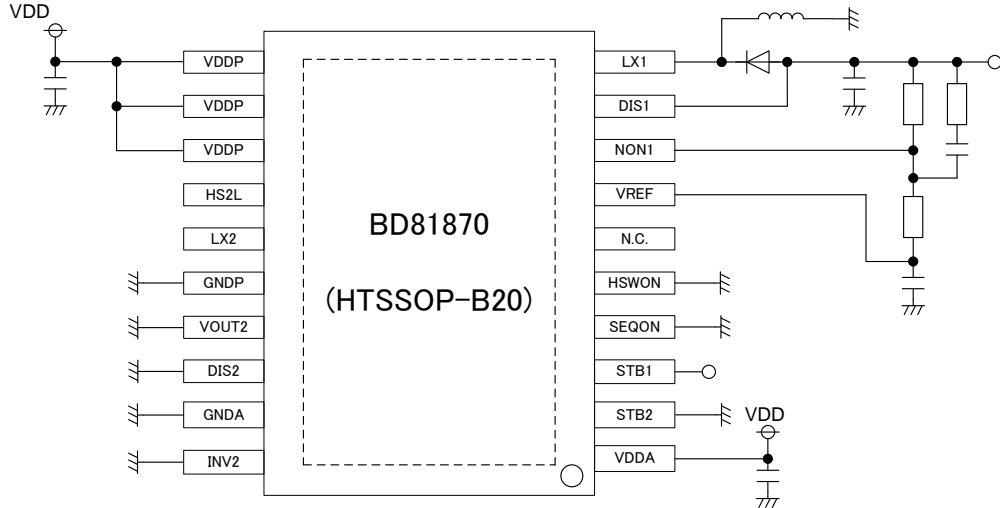 VDD
VDDP
VDDP
VDDP
HS2L
LX2
GNDP
VOUT2
DIS2
GNDA
INV2
BD81870
(HTSSOP-B20)
LX1
DIS1
NON1
VREF
N.C.
HSWON
SEQON
STB1
STB2
VDDA
VDD